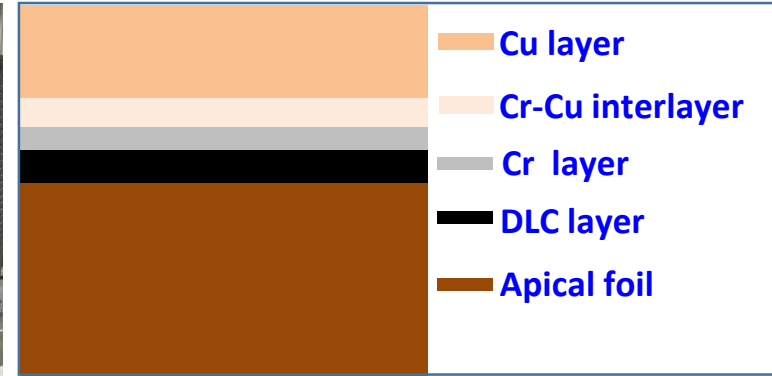 Cu layer
Cr-Cu interlayer
Cr layer
DLC layer
Apical foil